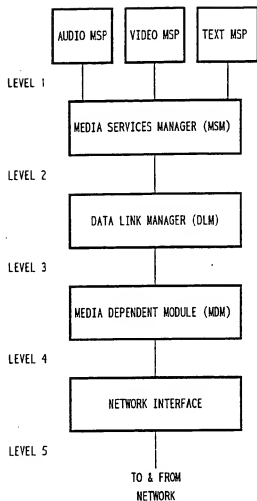 AUDIO MSP
VIDEO MSP
TEXT MSP
LEVEL 1
MEDIA SERVICES MANAGER (MSM)
LEVEL 2
DATA LINK MANAGER (DLM)
LEVEL 3
MEDIA DEPENDENT MODULE (MDM)
LEVEL 4
NETWORK INTERFACE
LEVEL 5
TO & FROM
NETWORK